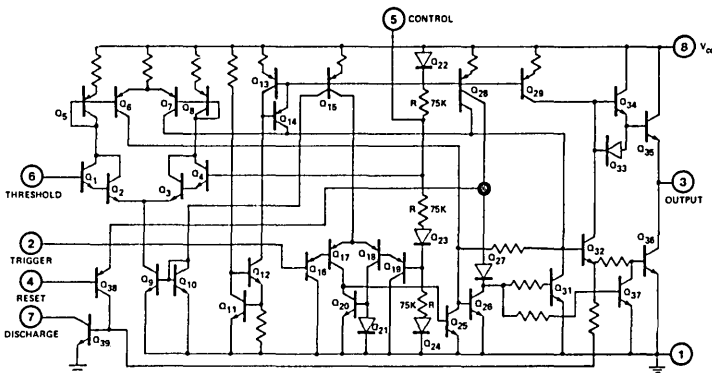 5 CONTROL
8 Vcc
Q22
Q13
Q15
Q28
Q29
Q34
Q5
Q6
Q7
Q8
Q14
R 75K
Q35
Q33
6
THRESHOLD
Q1
Q2
Q3
Q4
3
OUTPUT
R 75K
2
TRIGGER
Q23
Q32
Q36
Q17
Q18
Q27
4
RESET
Q38
Q9
Q10
Q12
Q16
Q19
Q31
Q37
7
DISCHARGE
Q11
Q20
Q21
75K R
Q25
Q26
Q24
1
Q39